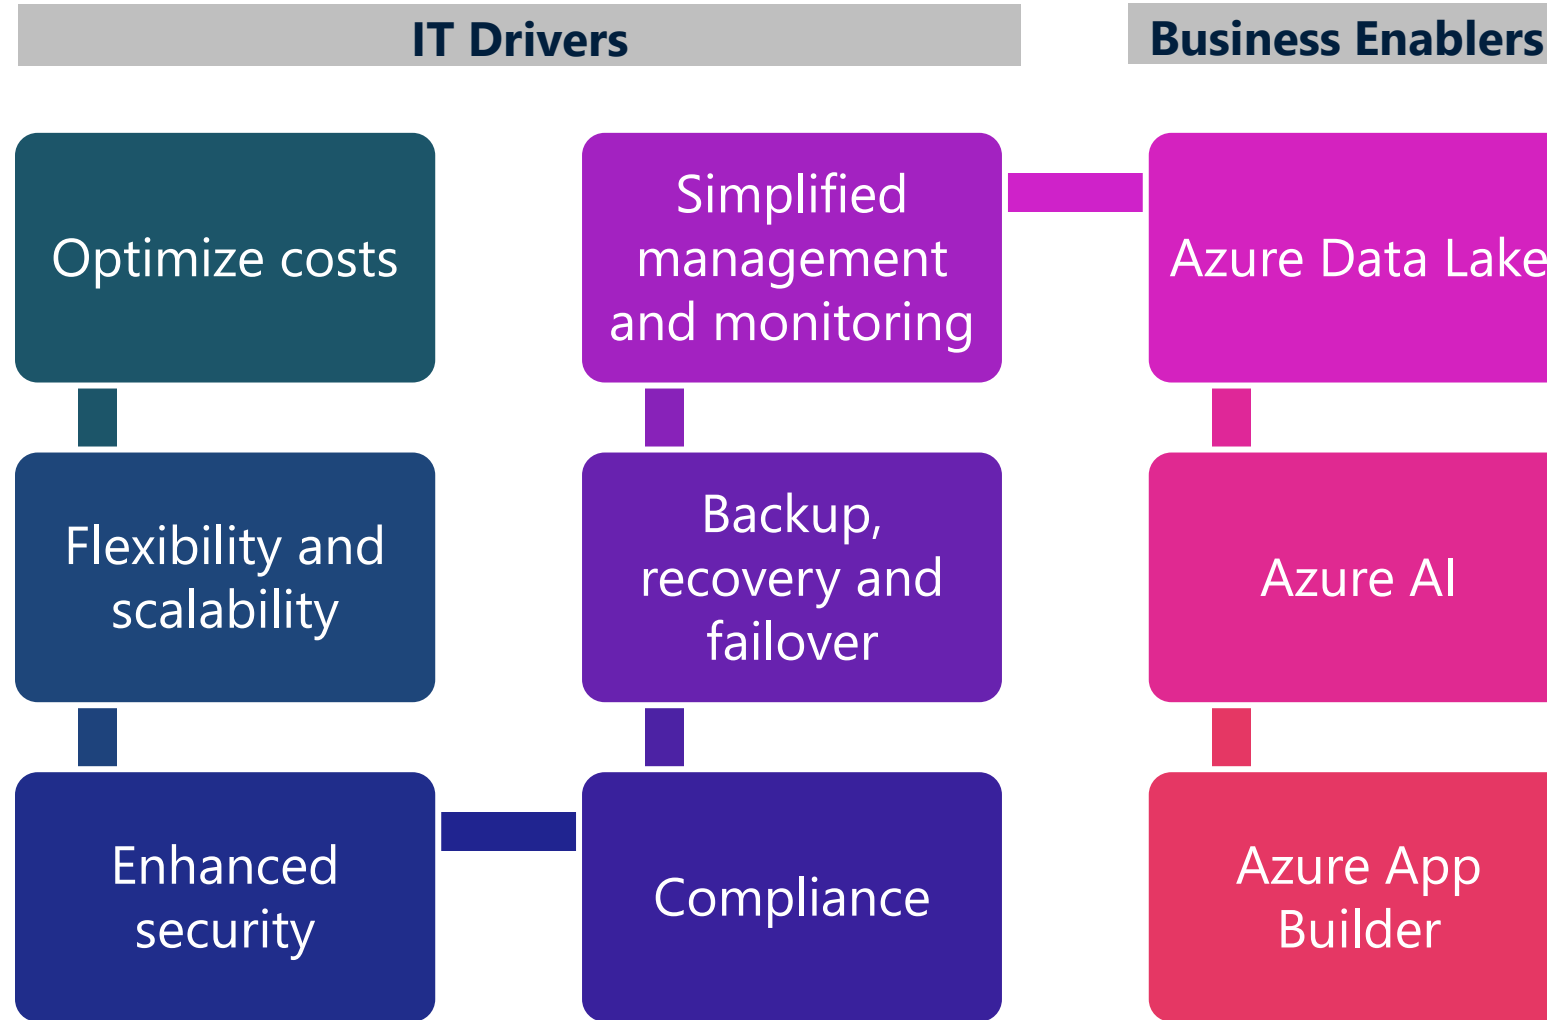 IT Drivers
Business Enablers
Optimize costs
Flexibility and
scalability
Enhanced
security
Simplified
management
and monitoring
Backup,
recovery and
failover
Compliance
Azure Data Lake
Azure AI
Azure App
Builder